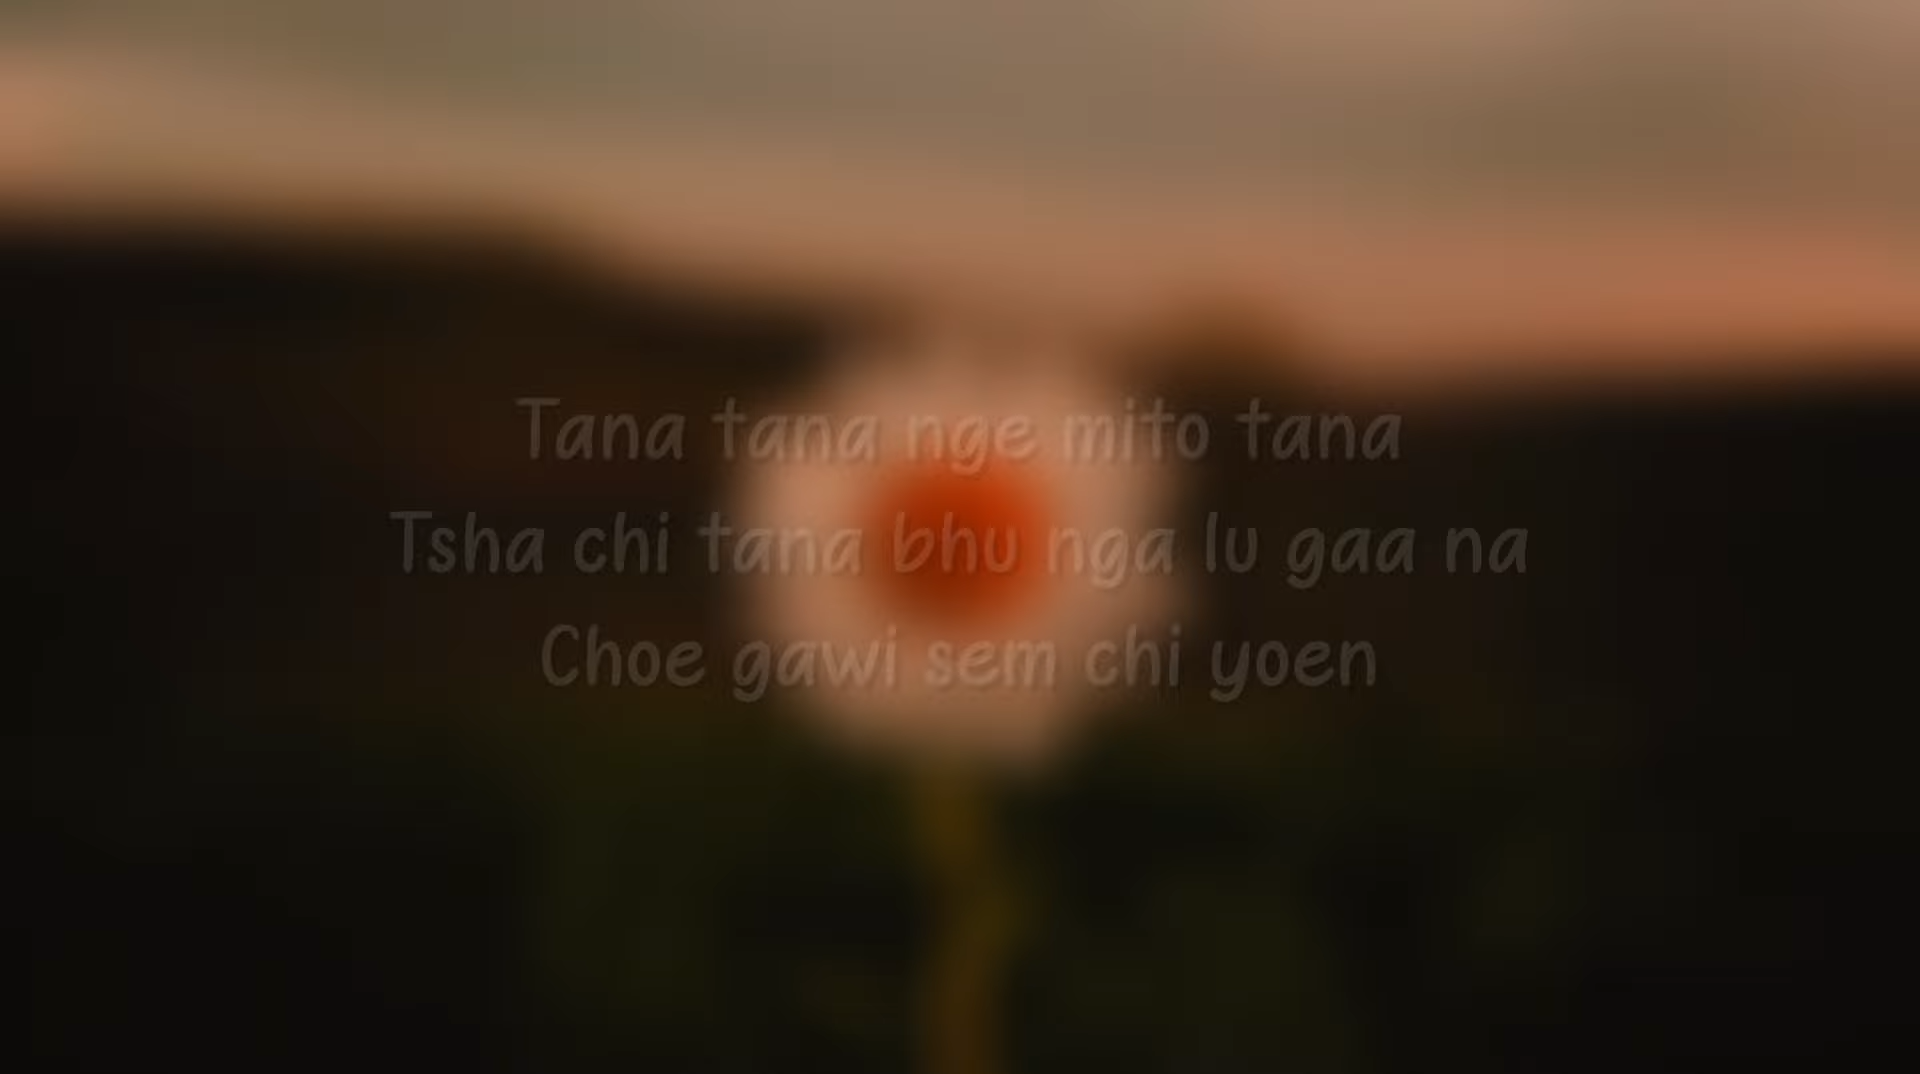 Tana tana nge mito tana
Tsha chi tana bhu nga lu gaa na
Choe gawi sem chi yoen